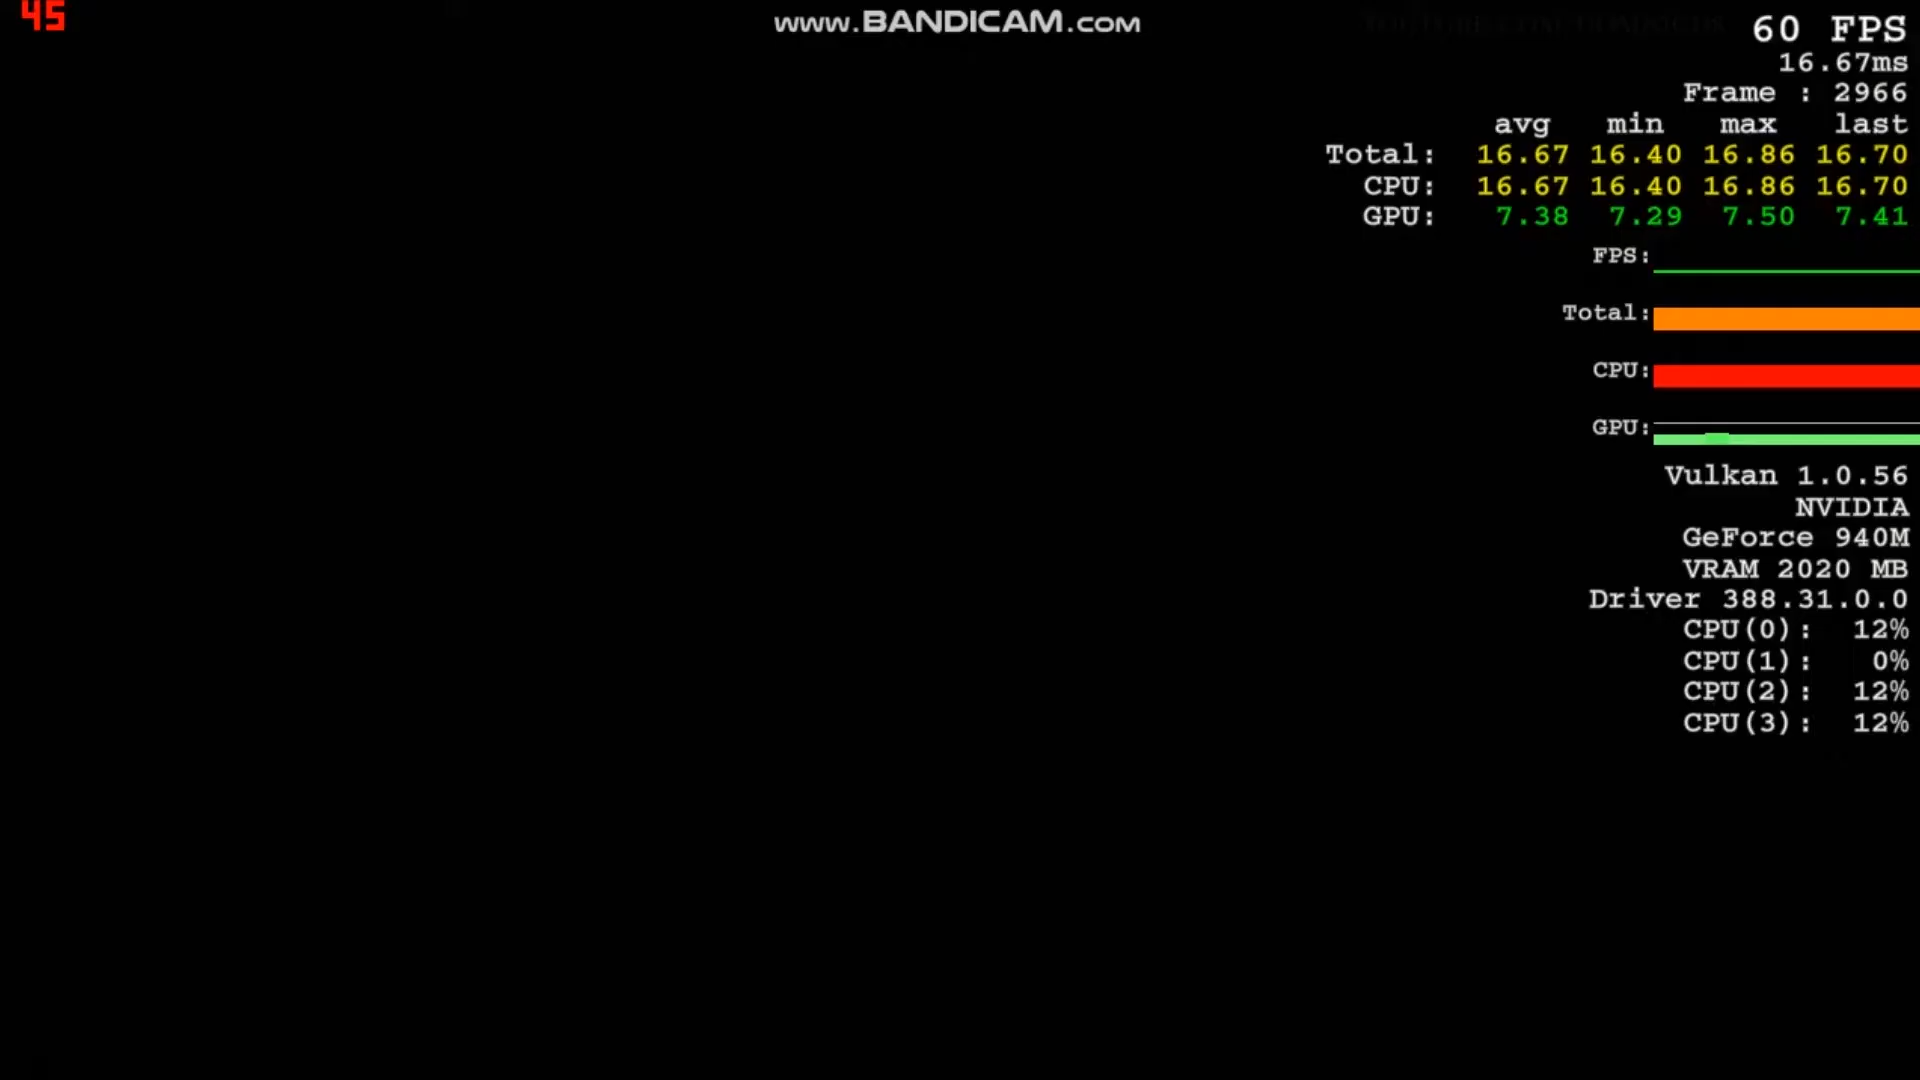 45
www.BANDICAM.com
60 FPS
16.67ms
Frame : 2966
avg min max last
Total: 16.67 16.40 16.86 16.70
CPU: 16.67 16.40 16.86 16.70
GPU: 7.38 7.29 7.50 7.41
FPS:
Total:
CPU:
GPU:
Vulkan 1.0.56
NVIDIA
GeForce 940M
VRAM 2020 MB
Driver 388.31.0.0
CPU(0): 12%
CPU(1): 0%
CPU(2): 12%
CPU(3): 12%